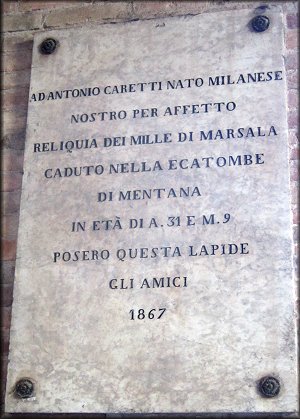 AD ANTONIO CARETTI NATO MILANESE
NOSTRO PER AFFETTO
RELIQUIA DEI MILLE DI MARSALA
CADUTO NELLA ECATOMBE
DI MENTANA
IN ETÀ DI A. 31 E M. 9
POSERO QUESTA LAPIDE
GLI AMICI
1867